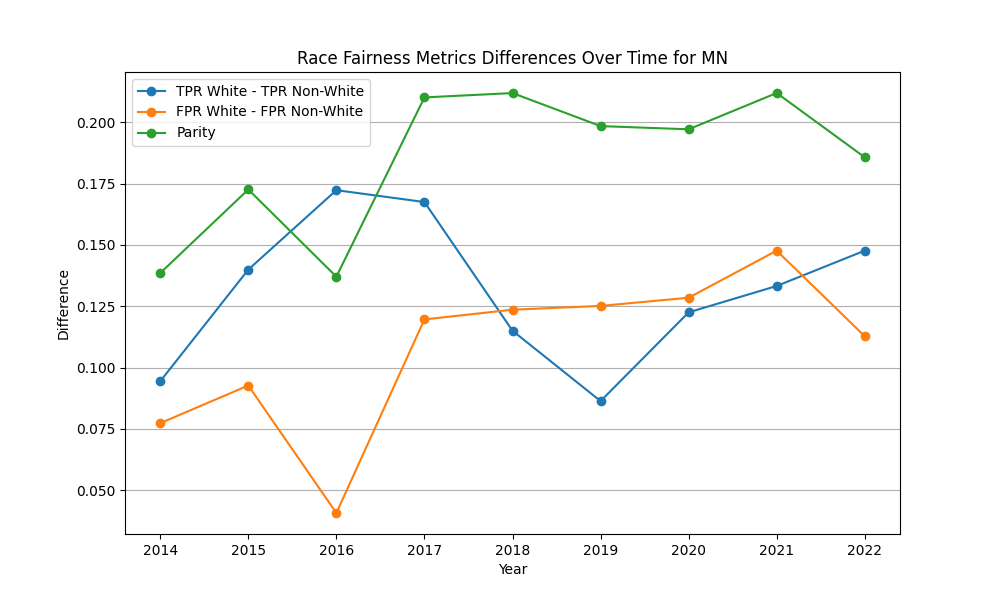 Race Fairness Metrics Differences Over Time for MN
TPR White - TPR Non-White
FPR White - FPR Non-White
Parity
0.200
0.175
0.150
0.125
0.100
0.075
0.050
Difference
2014 2015 2016 2017 2018 2019 2020 2021 2022
Year